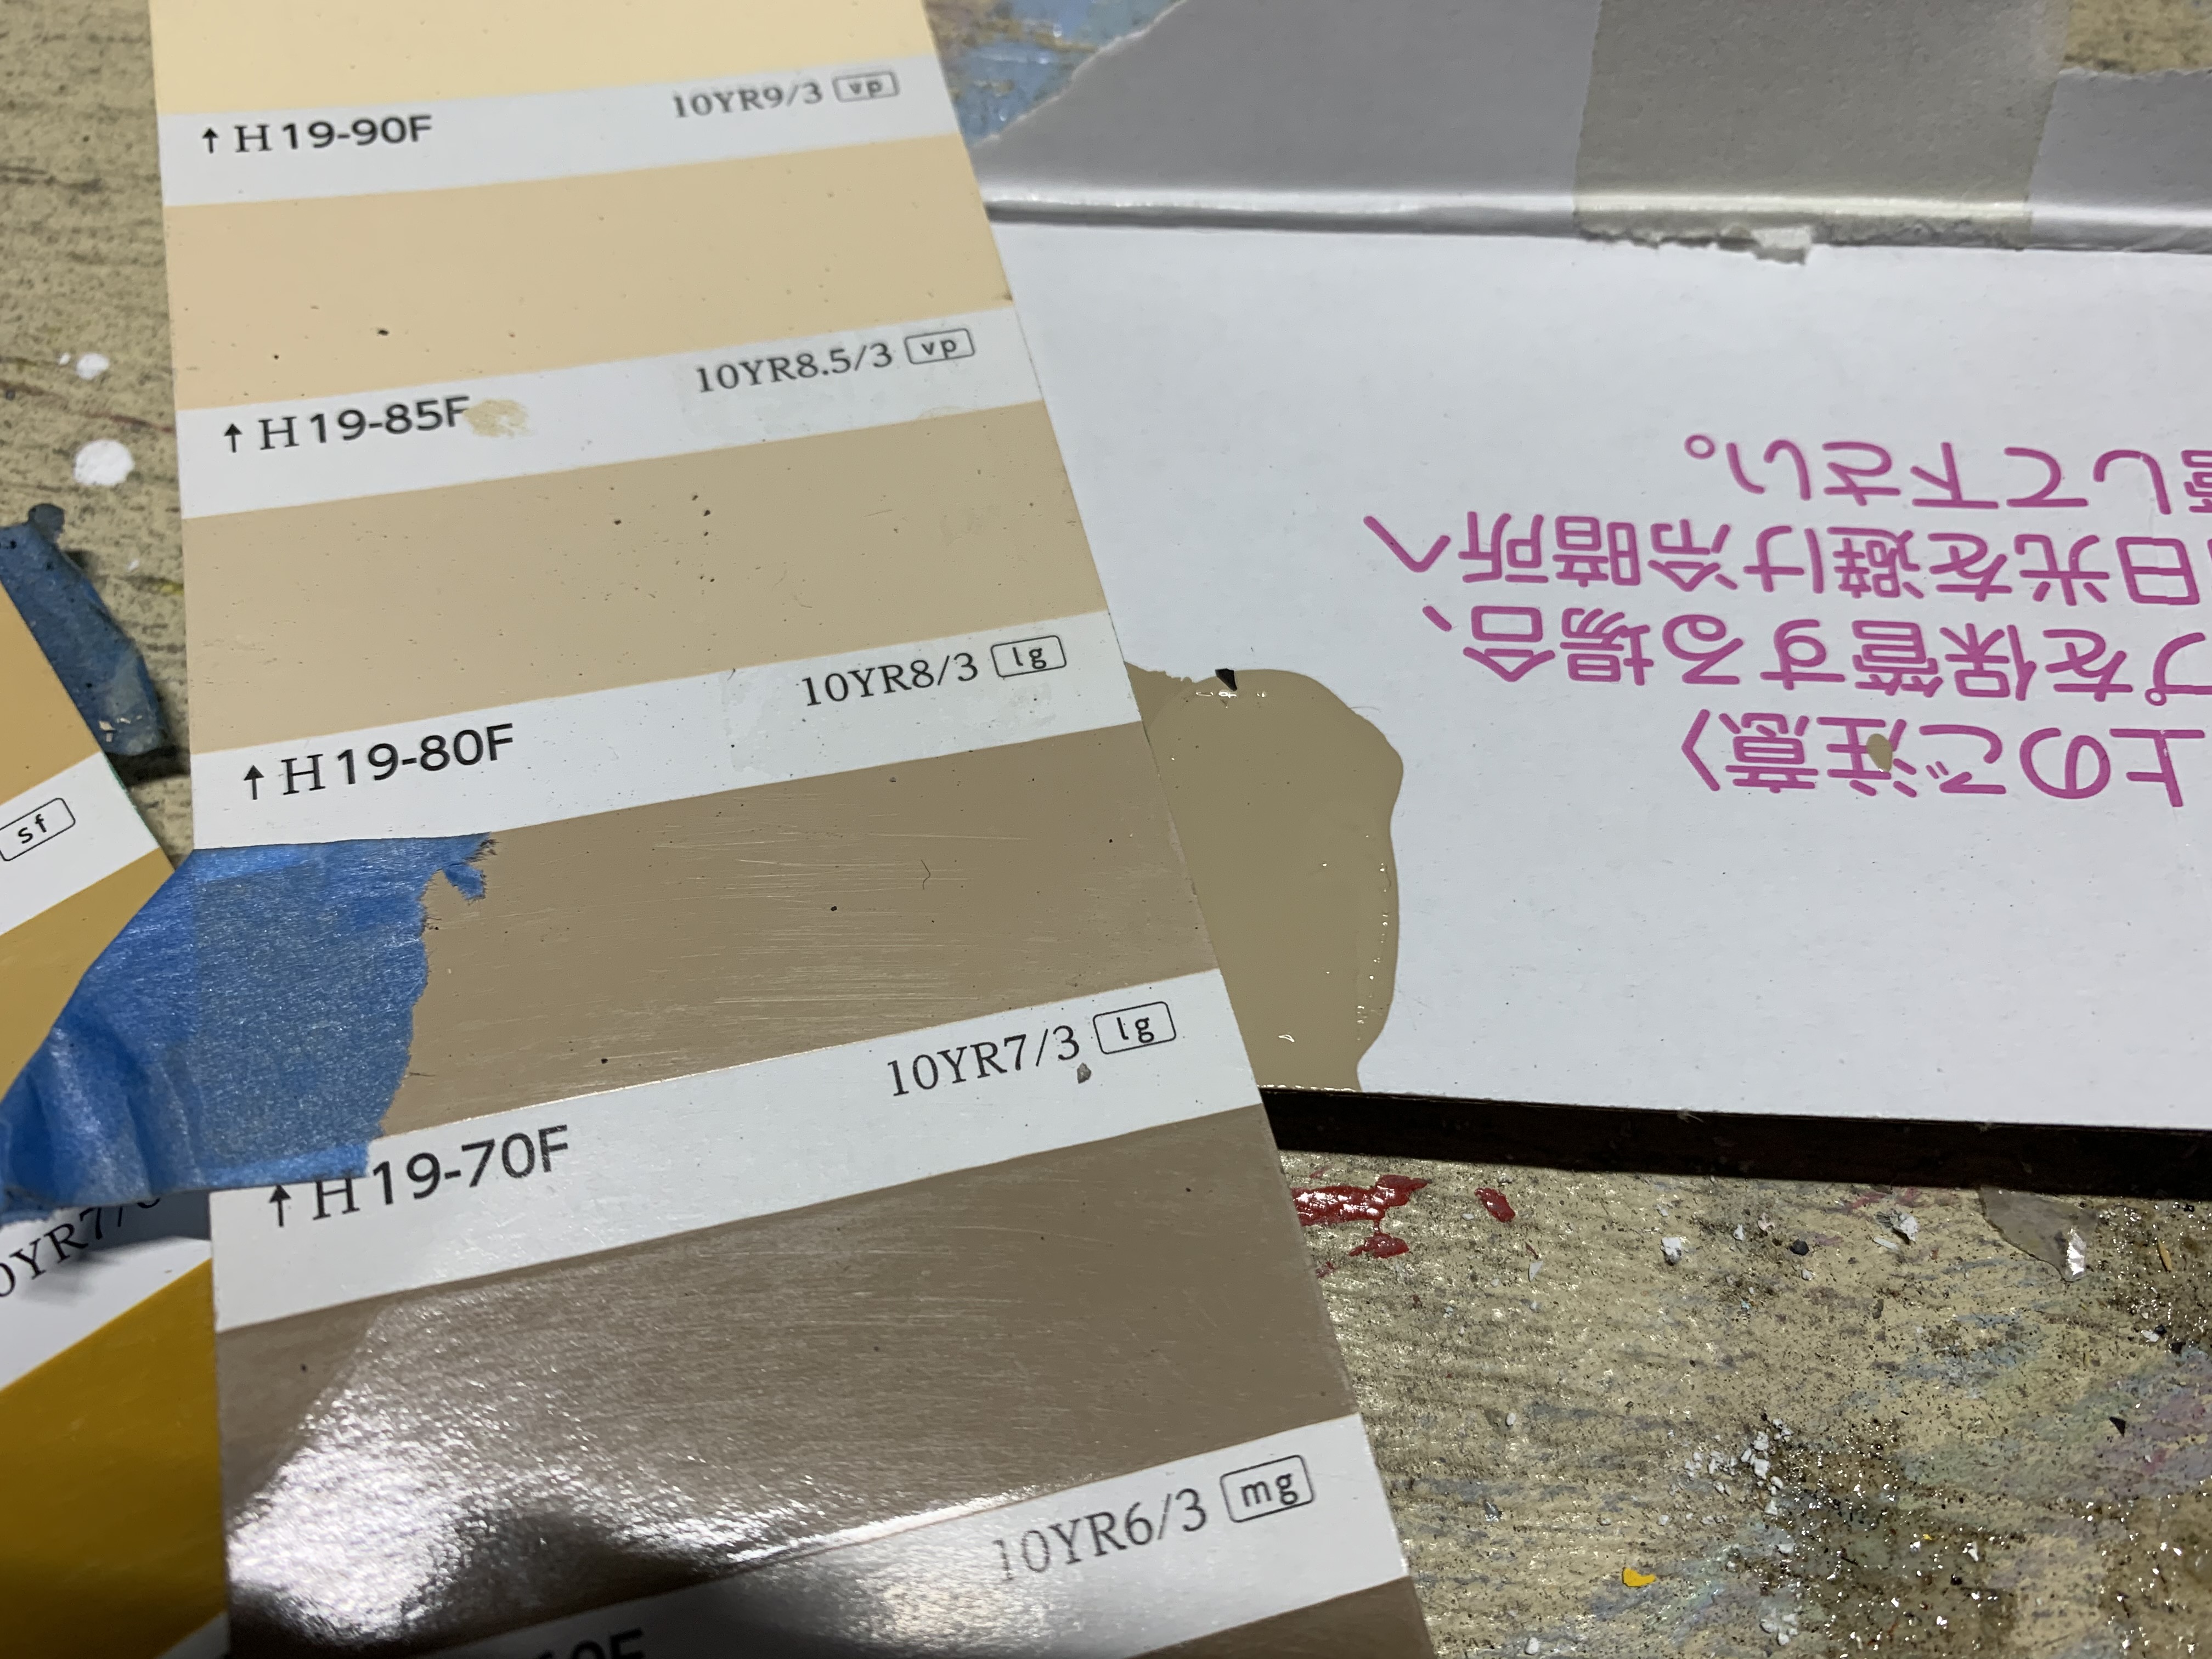 10YR9/3 vp
↑ H19-90F
10YR8.5/3 vp
↑ H19-85F
10YR8/3 lg
↑ H19-80F
10YR7/3 lg
↑ H19-70F
10YR6/3 mg
sf
上のご注意〉
プを保管する場合、
日光を避け冷暗所へ
して下さい。